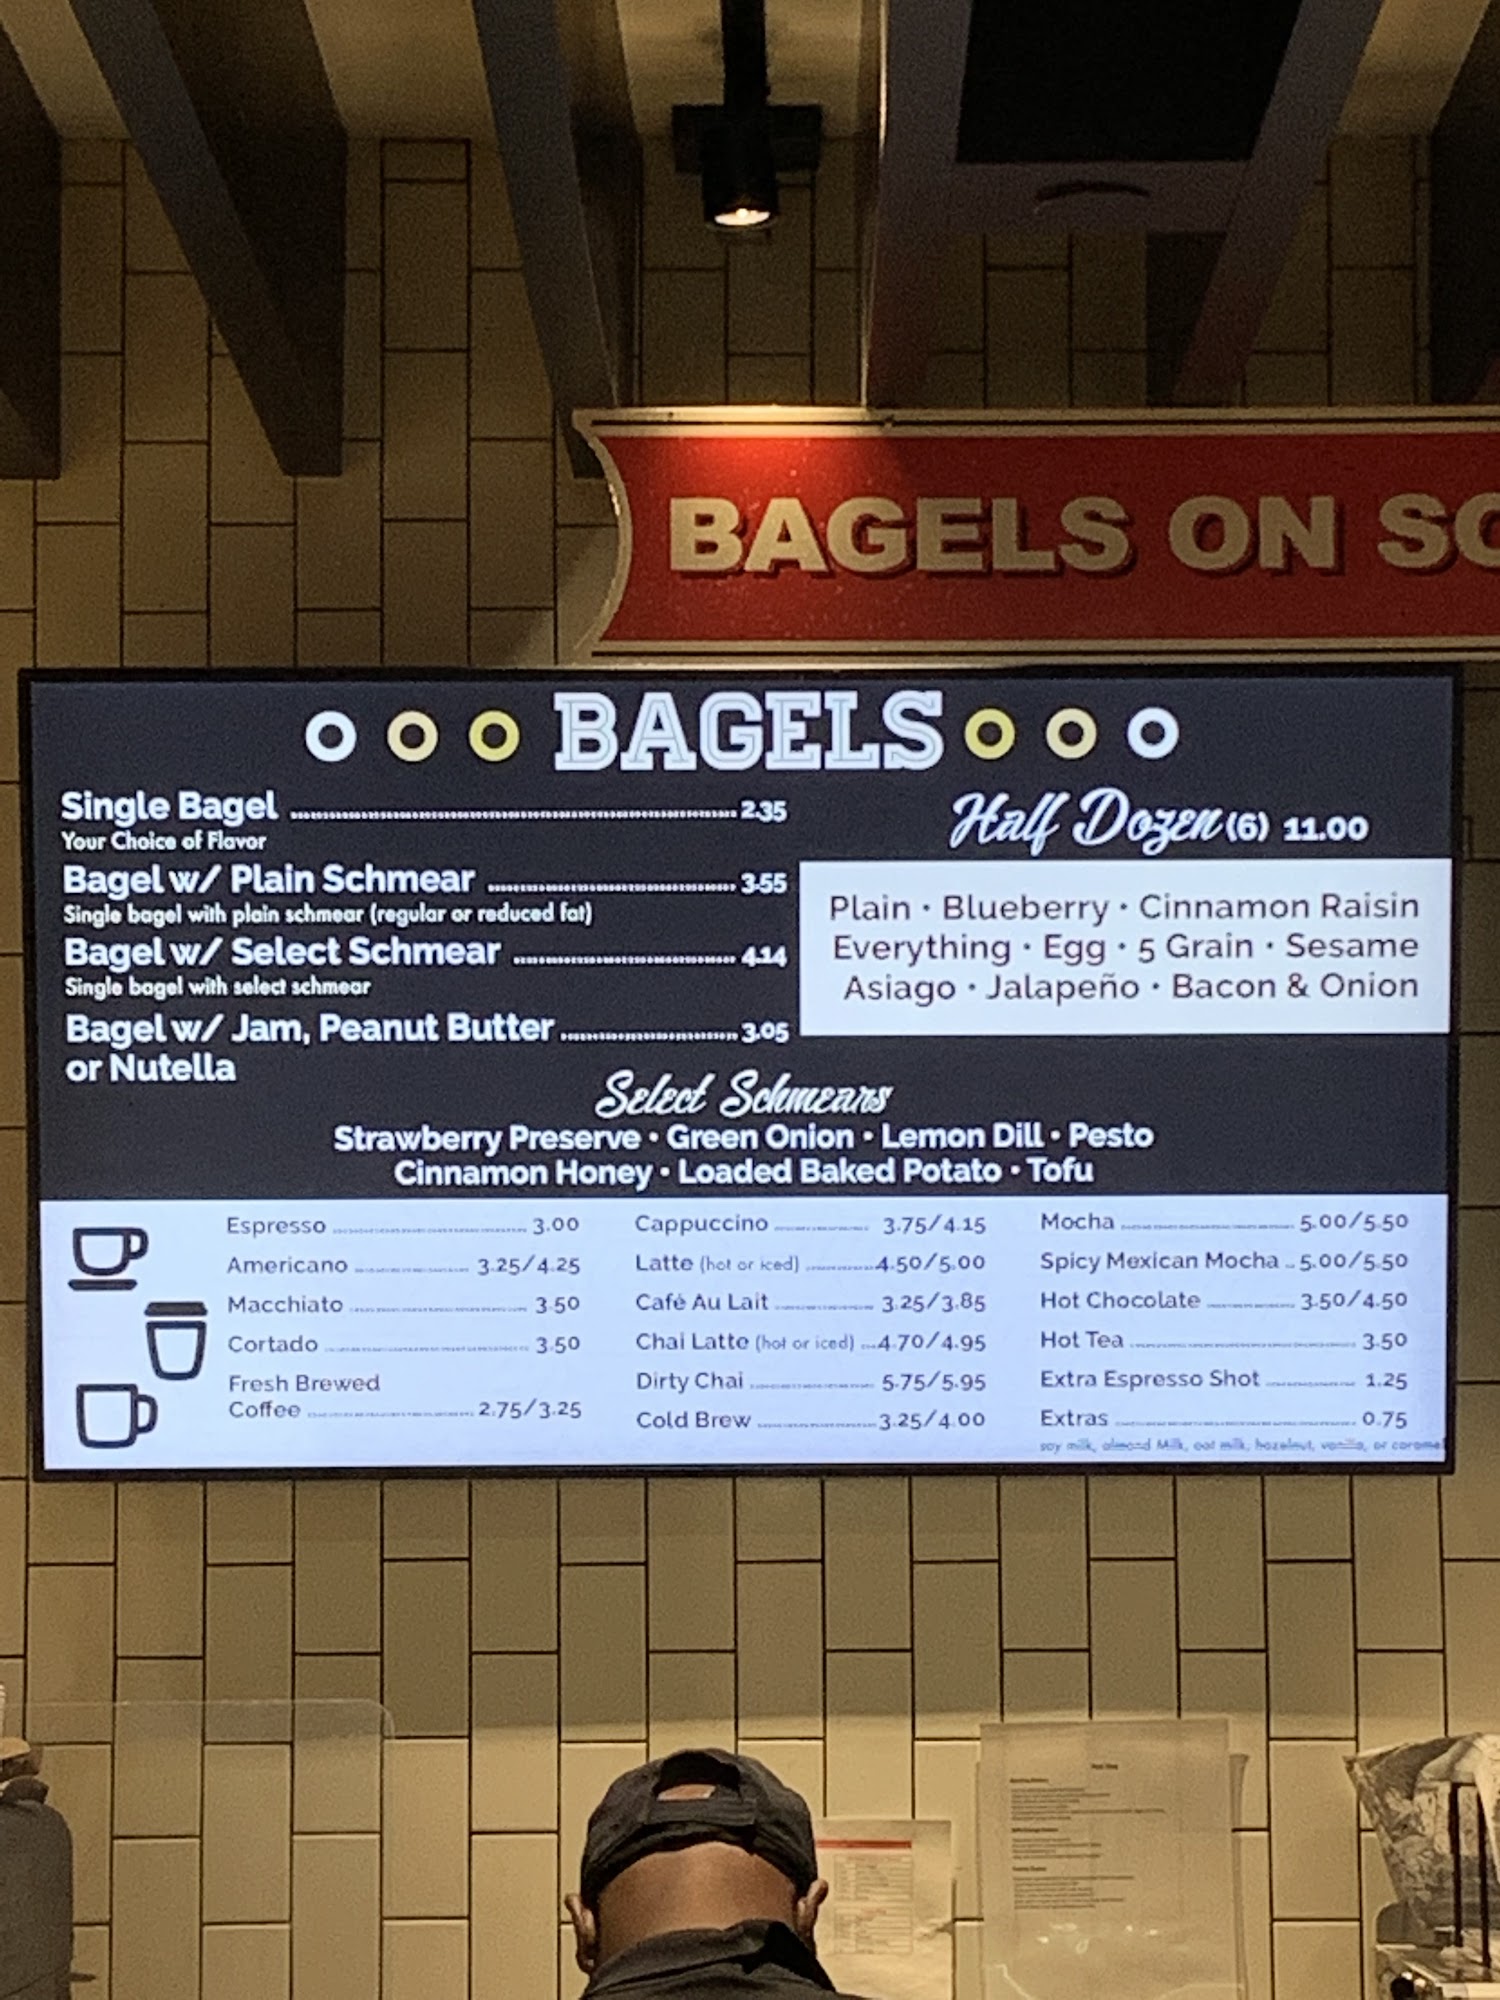 BAGELS ON
BAGELS
Single Bagel 2.35
Your Choice of Flavor
Bagel w/ Plain Schmear 3.55
Single bagel with plain schmear (regular or reduced fat)
Bagel w/ Select Schmear 4.14
Single bagel with select schmear
Bagel w/ Jam, Peanut Butter 3.05
or Nutella
Half Dozen (6) 11.00
Plain • Blueberry • Cinnamon Raisin
Everything • Egg • 5 Grain • Sesame
Asiago • Jalapeño • Bacon & Onion
Select Schmears
Strawberry Preserve • Green Onion • Lemon Dill • Pesto
Cinnamon Honey • Loaded Baked Potato • Tofu
Espresso 3.00
Americano 3.25/4.25
Macchiato 3.50
Cortado 3.50
Fresh Brewed
Coffee 2.75/3.25
Cappuccino 3.75/4.15
Latte (hot or iced) 4.50/5.00
Café Au Lait 3.25/3.85
Chai Latte (hot or iced) 4.70/4.95
Dirty Chai 5.75/5.95
Cold Brew 3.25/4.00
Mocha 5.00/5.50
Spicy Mexican Mocha 5.00/5.50
Hot Chocolate 3.50/4.50
Hot Tea 3.50
Extra Espresso Shot 1.25
Extras 0.75
soy milk, almond Milk, oat milk, hazelnut, vanilla, or caramel